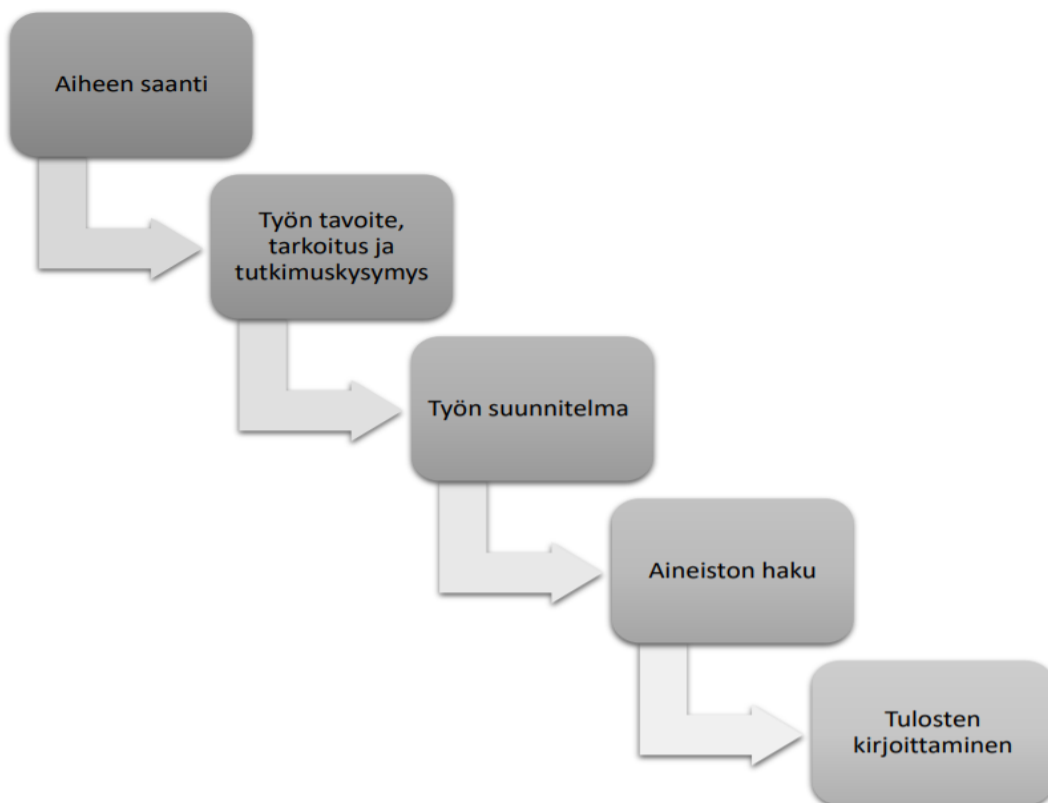 Aiheen saanti
Työn tavoite,
tarkoitus ja
tutkimuskysymys
Työn suunnitelma
Aineiston haku
Tulosten
kirjoittaminen